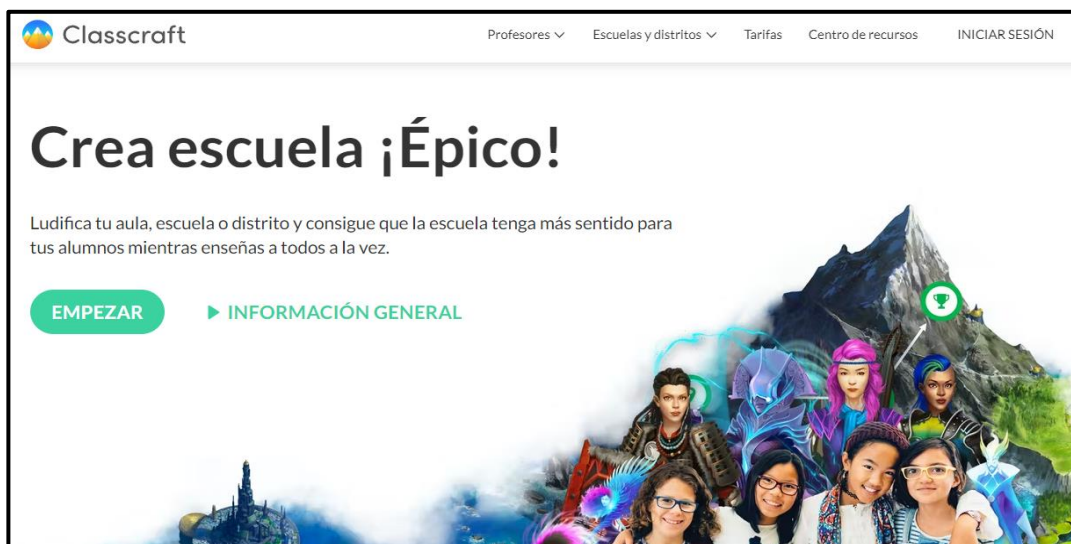 Classcraft
Profesores
Escuelas y distritos
Tarifas
Centro de recursos
INICIAR SESIÓN
Crea escuela ¡Épico!
Ludifica tu aula, escuela o distrito y consigue que la escuela tenga más sentido para
tus alumnos mientras enseñas a todos a la vez.
EMPEZAR
INFORMACIÓN GENERAL